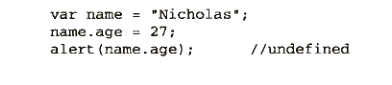 var name = "Nicholas";
name.age = 27;
alert(name.age);        //undefined